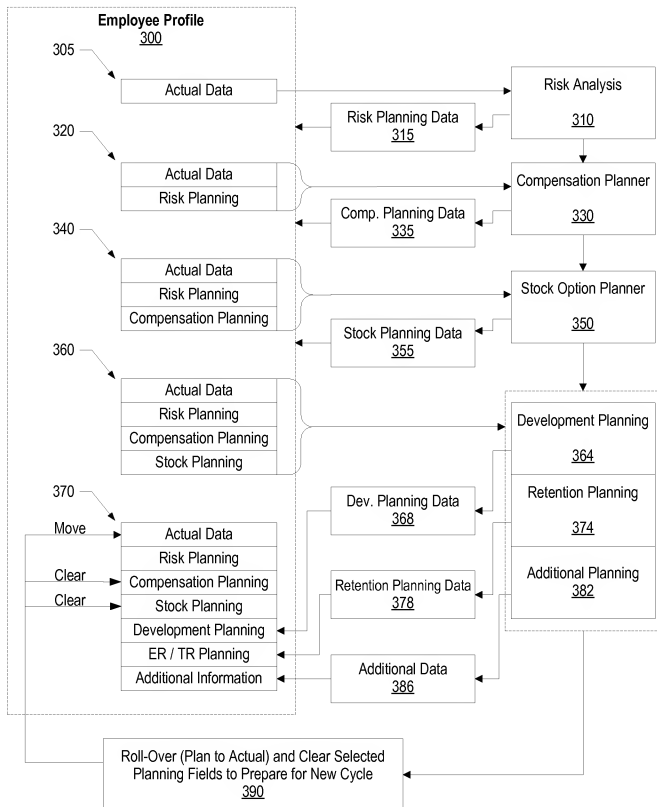 Employee Profile
300
305
Actual Data
Risk Analysis
310
Risk Planning Data
315
320
Actual Data
Risk Planning
Compensation Planner
330
Comp. Planning Data
335
340
Actual Data
Risk Planning
Compensation Planning
Stock Option Planner
350
Stock Planning Data
355
360
Actual Data
Risk Planning
Compensation Planning
Stock Planning
Development Planning
364
Dev. Planning Data
368
Retention Planning
374
Retention Planning Data
378
Additional Planning
382
Additional Data
386
370
Move
Actual Data
Risk Planning
Clear
Compensation Planning
Clear
Stock Planning
Development Planning
ER / TR Planning
Additional Information
Roll-Over (Plan to Actual) and Clear Selected
Planning Fields to Prepare for New Cycle
390